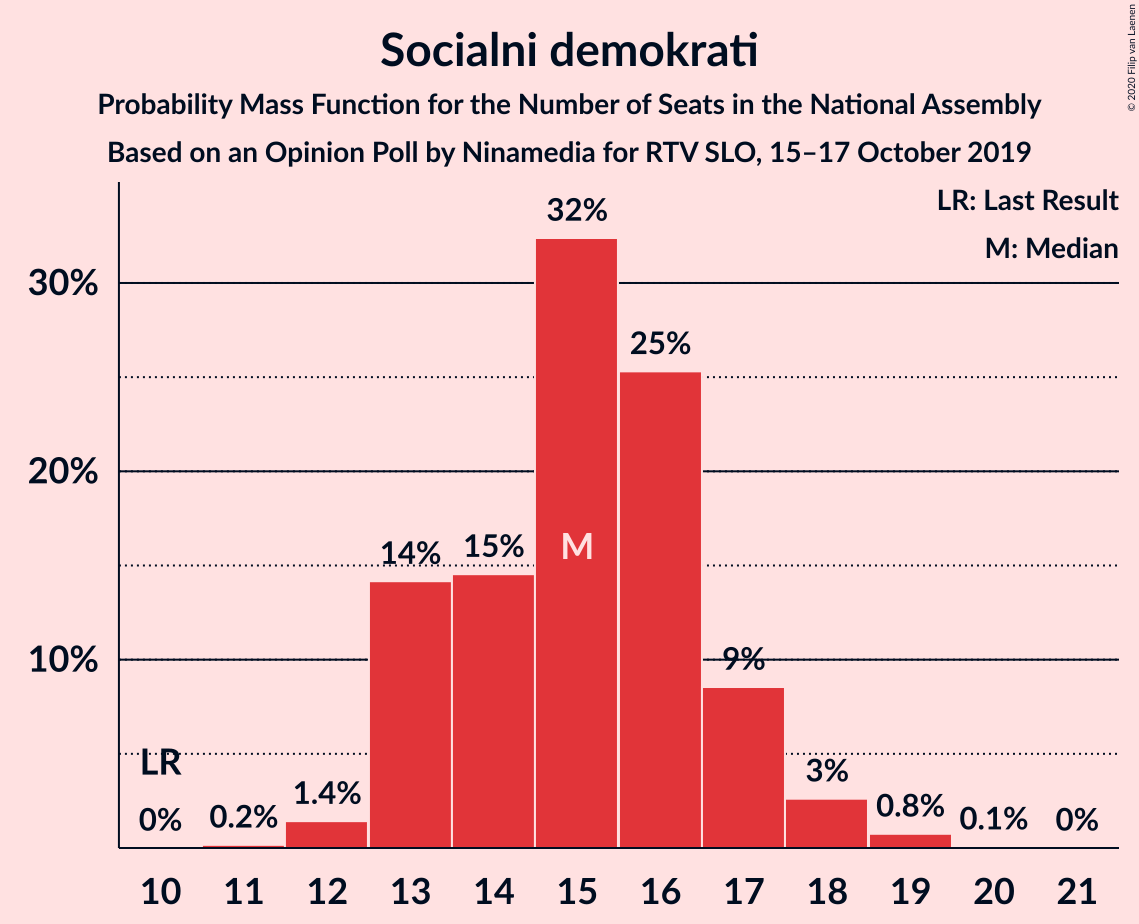 Socialni demokrati
Probability Mass Function for the Number of Seats in the National Assembly
Based on an Opinion Poll by Ninamedia for RTV SLO, 15–17 October 2019
© 2020 Filip van Laenen
LR: Last Result
M: Median
32%
30%
25%
20%
M
15%
14%
10%
9%
LR
3%
1.4%
0.8%
0.2%
0.1%
0%
0%
10 11 12 13 14 15 16 17 18 19 20 21